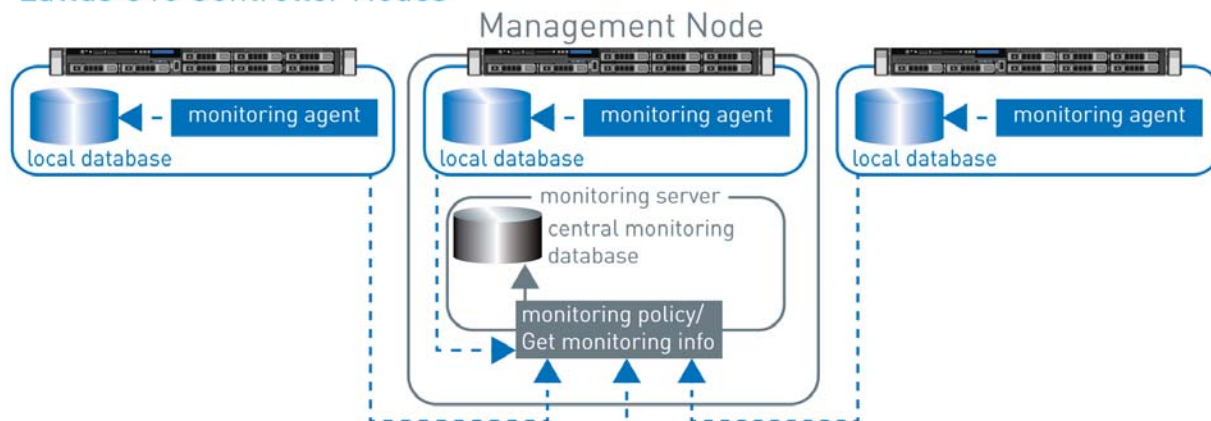 Management Node
monitoring agent
local database
monitoring agent
local database
monitoring agent
local database
monitoring server
central monitoring
database
monitoring policy/
Get monitoring info